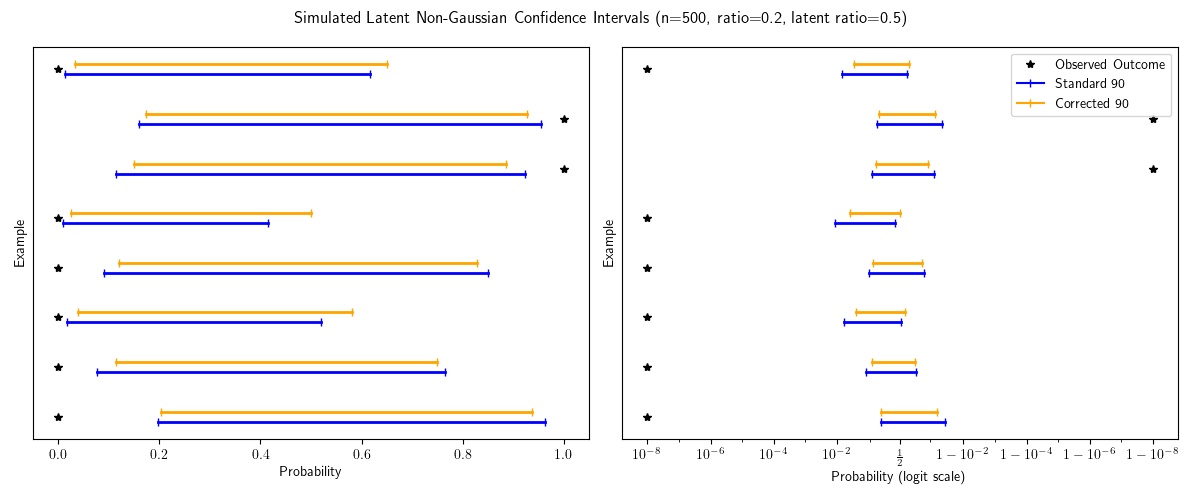 Simulated Latent Non-Gaussian Confidence Intervals (n=500, ratio=0.2, latent ratio=0.5)
Example
0.0 0.2 0.4 0.6 0.8 1.0
Probability
Example
Observed Outcome
Standard 90
Corrected 90
10⁻⁸ 10⁻⁶ 10⁻⁴ 10⁻² 1/2 1−10⁻² 1−10⁻⁴ 1−10⁻⁶ 1−10⁻⁸
Probability (logit scale)